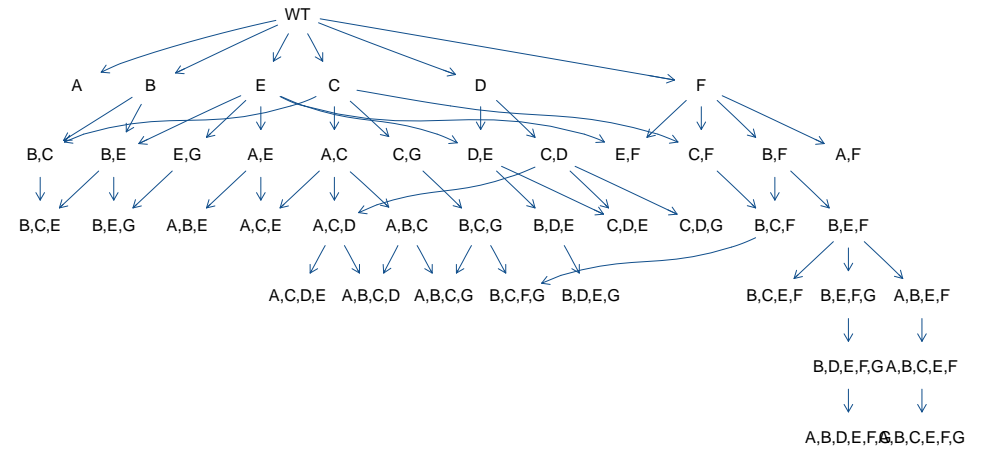 WT
A B E C D F
B,C B,E E,G A,E A,C C,G D,E C,D E,F C,F B,F A,F
B,C,E B,E,G A,B,E A,C,E A,C,D A,B,C B,C,G B,D,E C,D,E C,D,G B,C,F B,E,F
A,C,D,E A,B,C,D A,B,C,G B,C,F,G B,D,E,G B,C,E,F B,E,F,G A,B,E,F
B,D,E,F,G A,B,C,E,F
A,B,D,E,F,G A,B,C,E,F,G